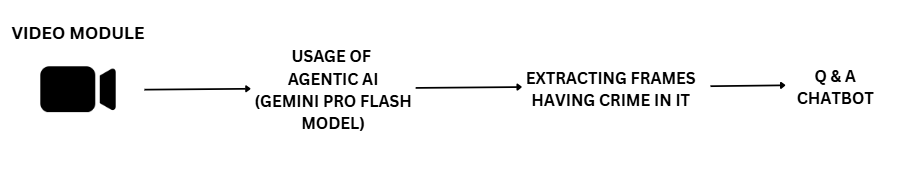 VIDEO MODULE
USAGE OF
AGENTIC AI
(GEMINI PRO FLASH
MODEL)
EXTRACTING FRAMES
HAVING CRIME IN IT
Q & A
CHATBOT